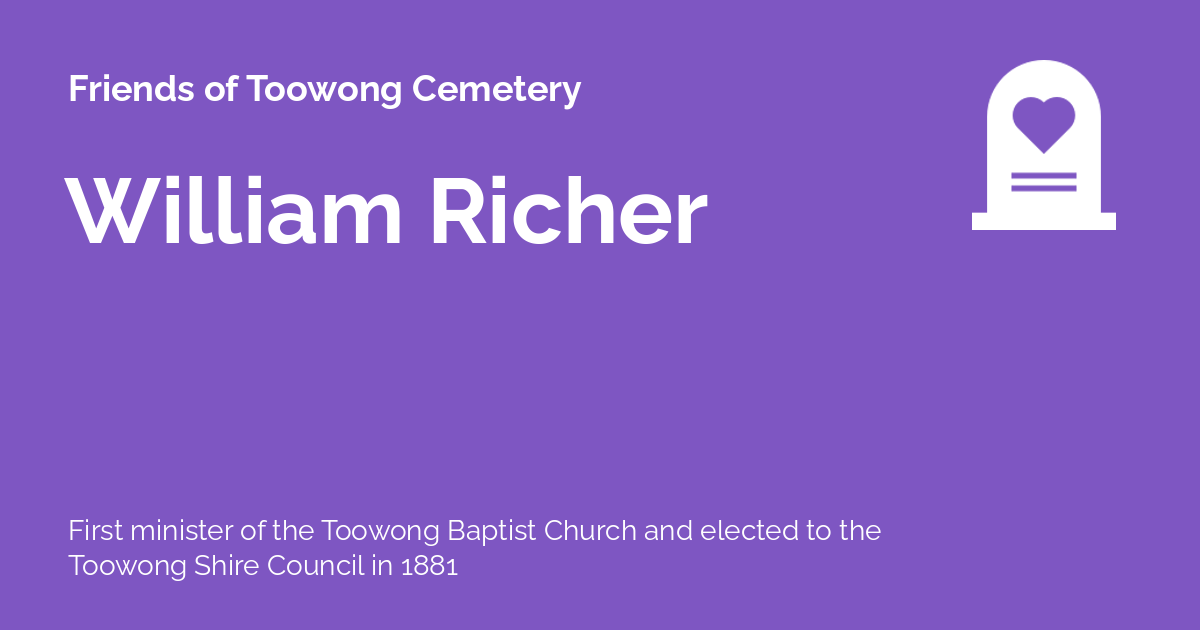 Friends of Toowong Cemetery
William Richer
First minister of the Toowong Baptist Church and elected to the
Toowong Shire Council in 1881